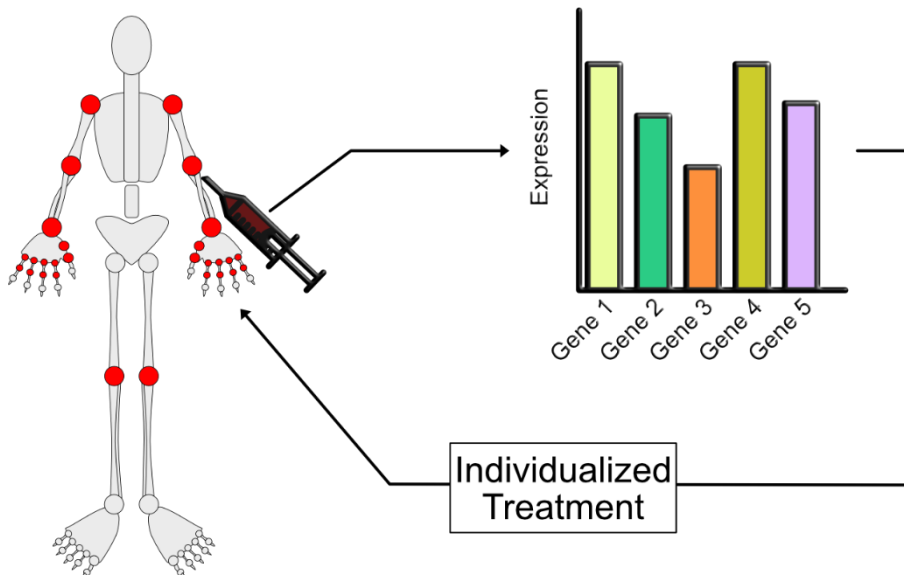 Expression
Gene 1
Gene 2
Gene 3
Gene 4
Gene 5
Individualized
Treatment